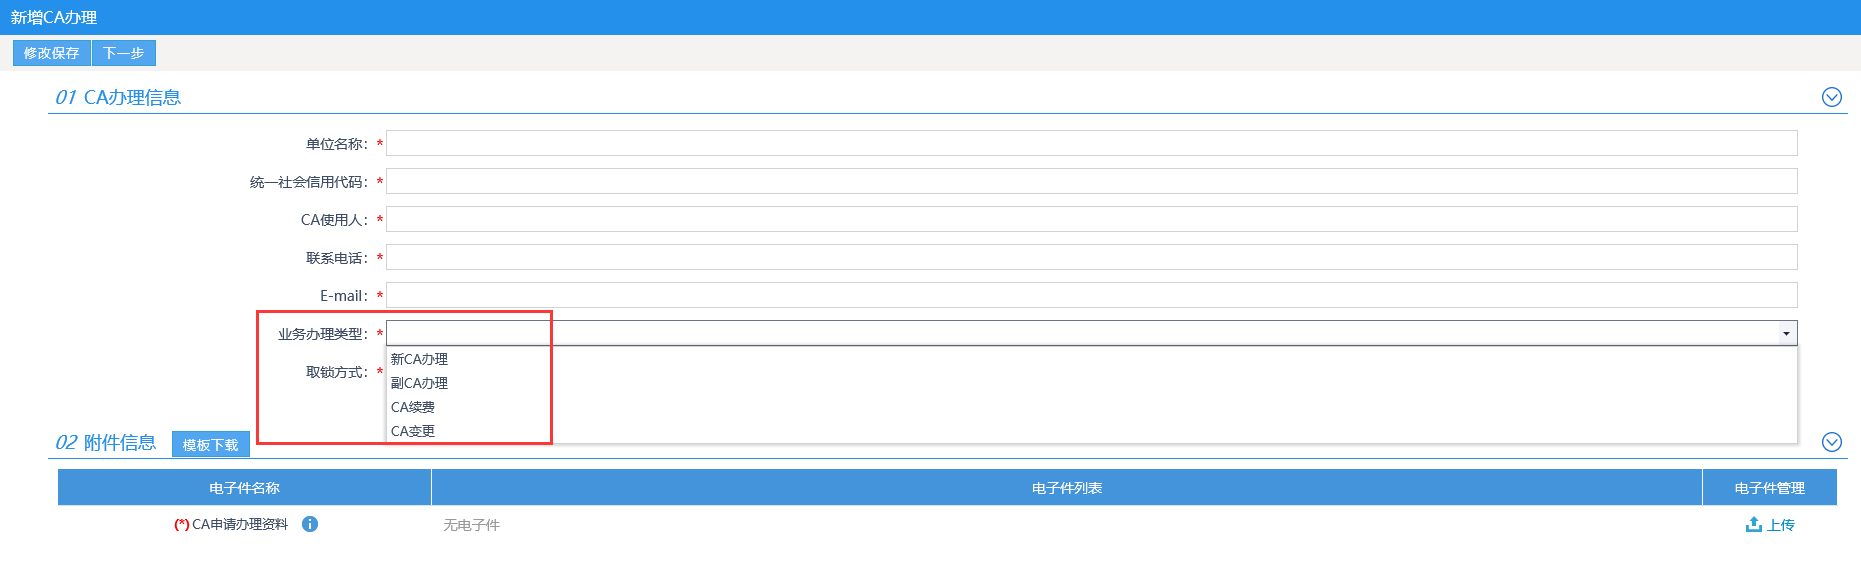 新增CA办理
修改保存 下一步
01 CA办理信息
单位名称：*
统一社会信用代码：*
CA使用人：*
联系电话：*
E-mail：*
业务办理类型：*
新CA办理
取锁方式：*
副CA办理
CA续费
CA变更
02 附件信息 模板下载
电子件名称 电子件列表 电子件管理
(*)CA申请办理资料 无电子件 上传